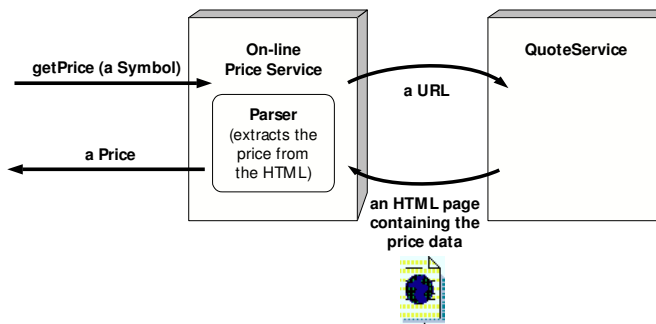 On-line
Price Service
QuoteService
getPrice (a Symbol)
a URL
Parser
(extracts the
price from
the HTML)
a Price
an HTML page
containing the
price data